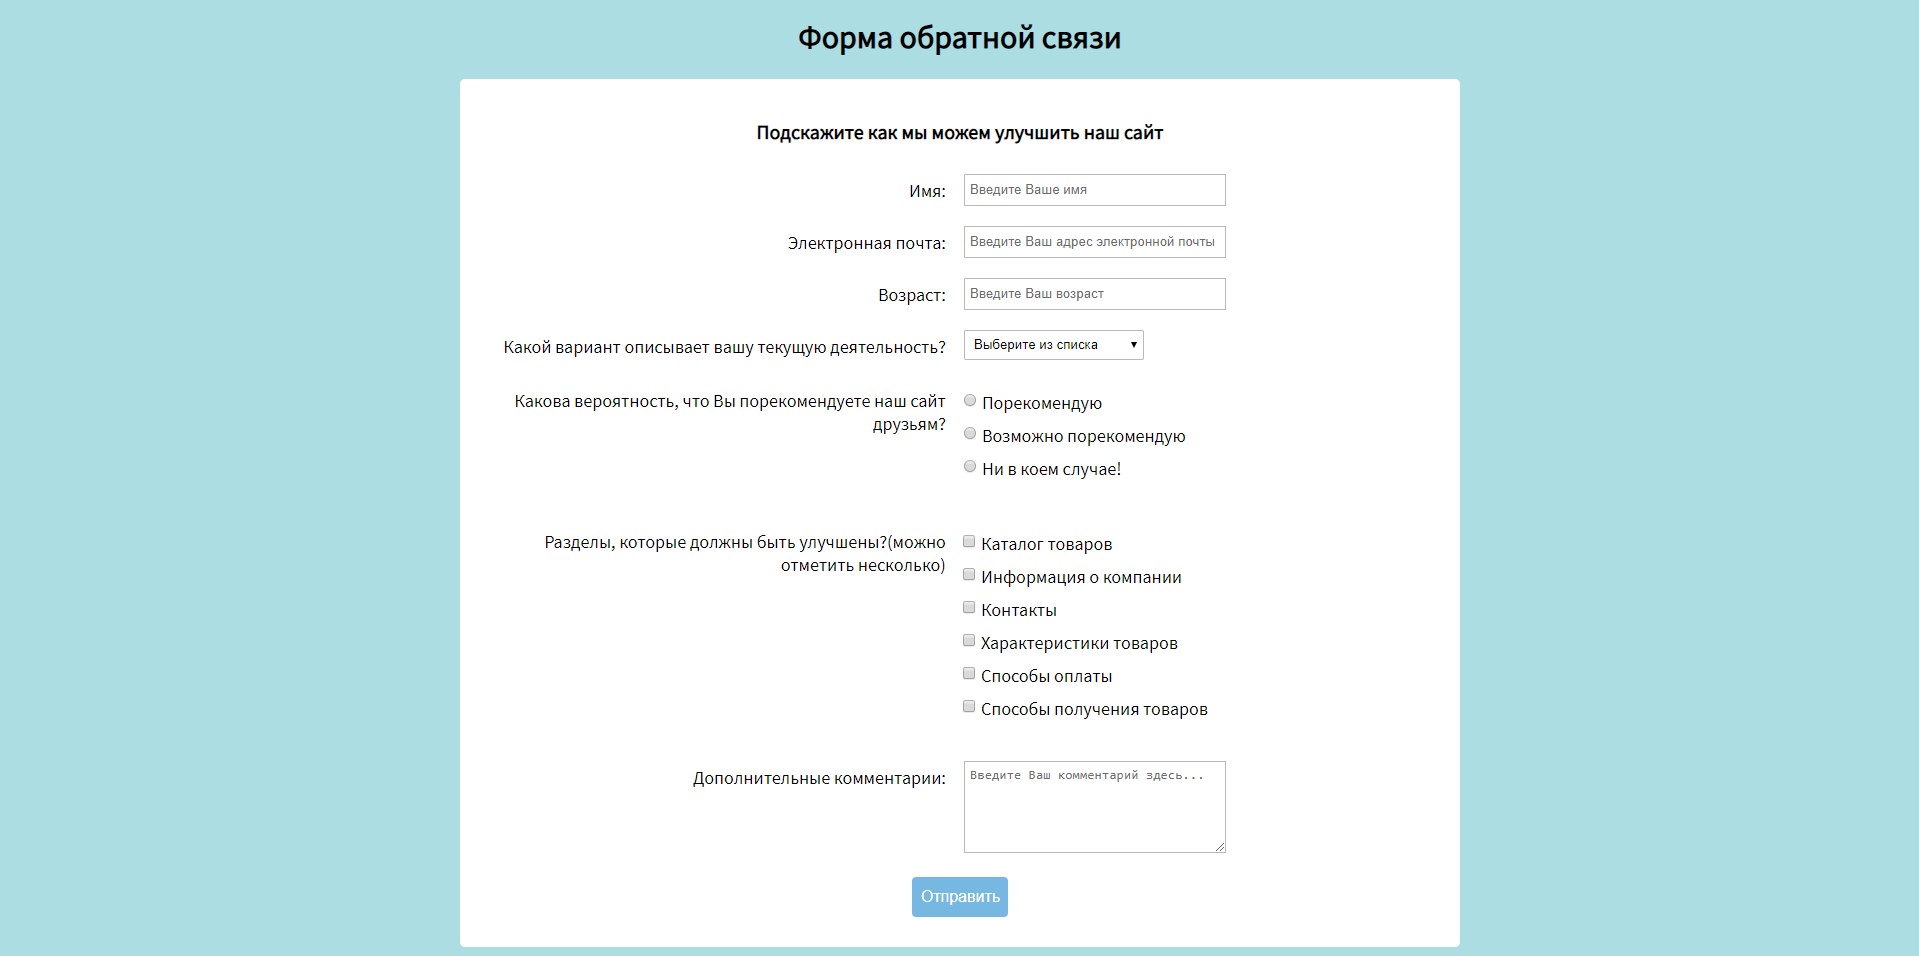 Форма обратной связи
Подскажите как мы можем улучшить наш сайт
Имя:
Введите Ваше имя
Электронная почта:
Введите Ваш адрес электронной почты
Возраст:
Введите Ваш возраст
Какой вариант описывает вашу текущую деятельность?
Выберите из списка
Какова вероятность, что Вы порекомендуете наш сайт
друзьям?
Порекомендую
Возможно порекомендую
Ни в коем случае!
Разделы, которые должны быть улучшены?(можно
отметить несколько)
Каталог товаров
Информация о компании
Контакты
Характеристики товаров
Способы оплаты
Способы получения товаров
Дополнительные комментарии:
Введите Ваш комментарий здесь...
Отправить